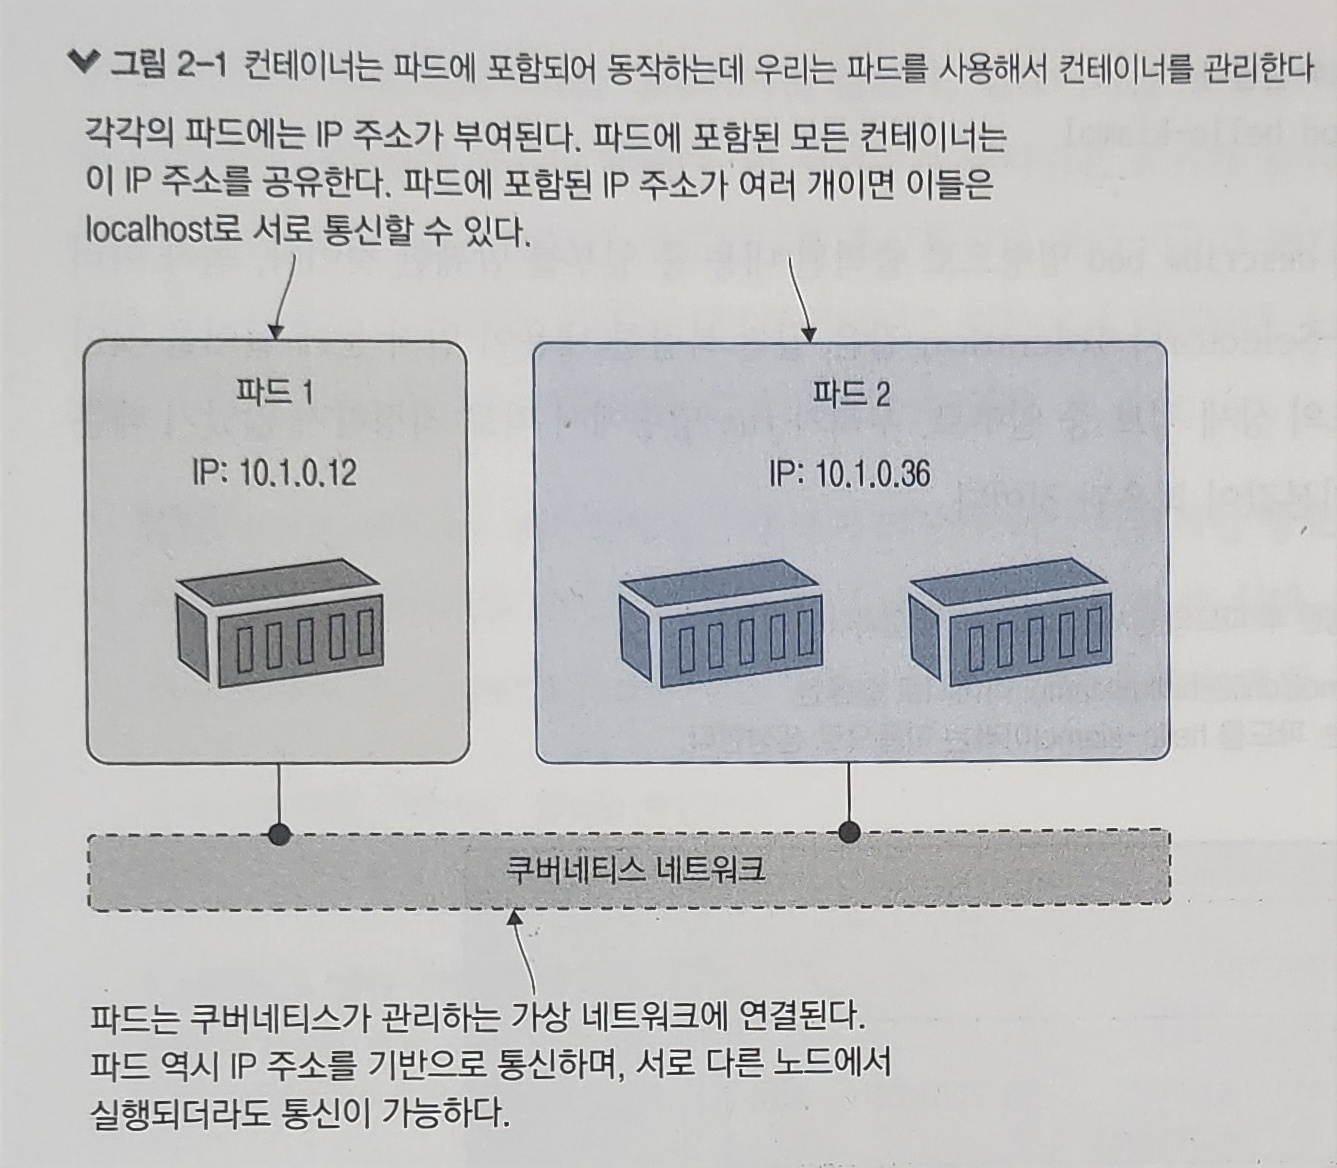 그림 2-1 컨테이너는 파드에 포함되어 동작하는데 우리는 파드를 사용해서 컨테이너를 관리한다
각각의 파드에는 IP 주소가 부여된다. 파드에 포함된 모든 컨테이너는
이 IP 주소를 공유한다. 파드에 포함된 IP 주소가 여러 개이면 이들은
localhost로 서로 통신할 수 있다.
파드 1
IP: 10.1.0.12
파드 2
IP: 10.1.0.36
쿠버네티스 네트워크
파드는 쿠버네티스가 관리하는 가상 네트워크에 연결된다.
파드 역시 IP 주소를 기반으로 통신하며, 서로 다른 노드에서
실행되더라도 통신이 가능하다.